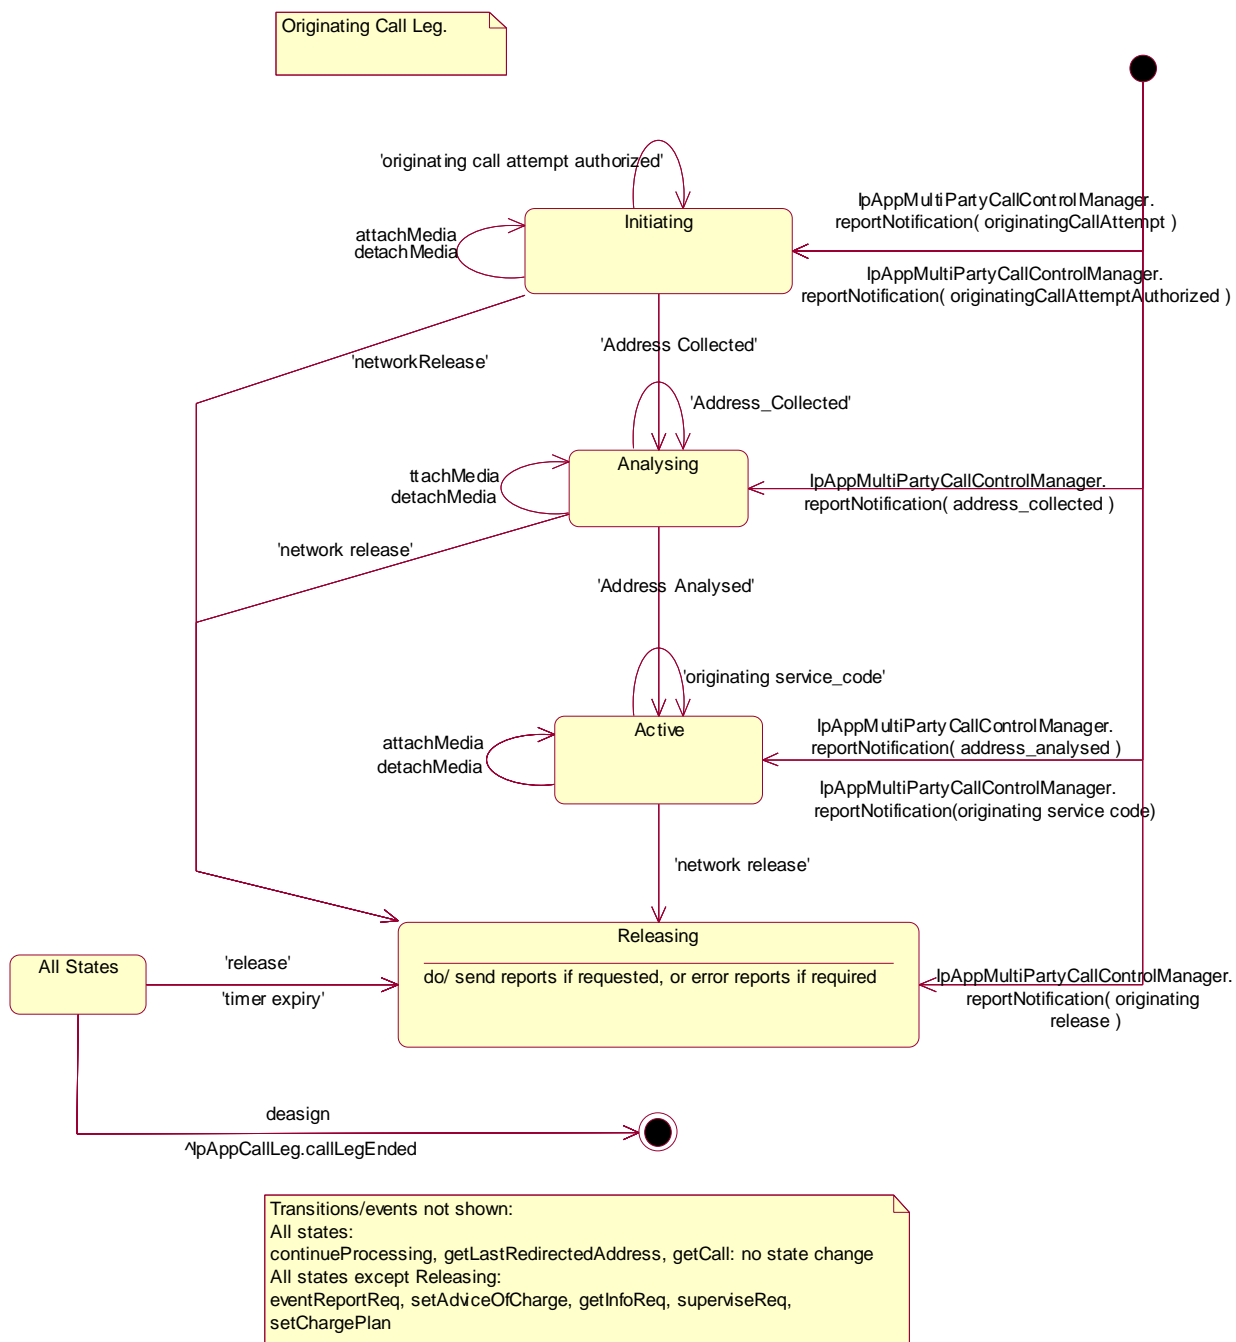 Originating Call Leg.
'originating call attempt authorized'
IpAppMultiPartyCallControlManager.
reportNotification( originatingCallAttempt )
Initiating
attachMedia
detachMedia
IpAppMultiPartyCallControlManager.
reportNotification( originatingCallAttemptAuthorized )
'Address Collected'
'networkRelease'
'Address_Collected'
Analysing
ttachMedia
detachMedia
IpAppMultiPartyCallControlManager.
reportNotification( address_collected )
'network release'
'Address Analysed'
'originating service_code'
Active
attachMedia
detachMedia
IpAppMultiPartyCallControlManager.
reportNotification( address_analysed )
IpAppMultiPartyCallControlManager.
reportNotification(originating service code)
'network release'
Releasing
do/ send reports if requested, or error reports if required
All States
'release'
'timer expiry'
IpAppMultiPartyCallControlManager.
reportNotification( originating
release )
deasign
^IpAppCallLeg.callLegEnded
Transitions/events not shown:
All states:
continueProcessing, getLastRedirectedAddress, getCall: no state change
All states except Releasing:
eventReportReq, setAdviceOfCharge, getInfoReq, superviseReq,
setChargePlan